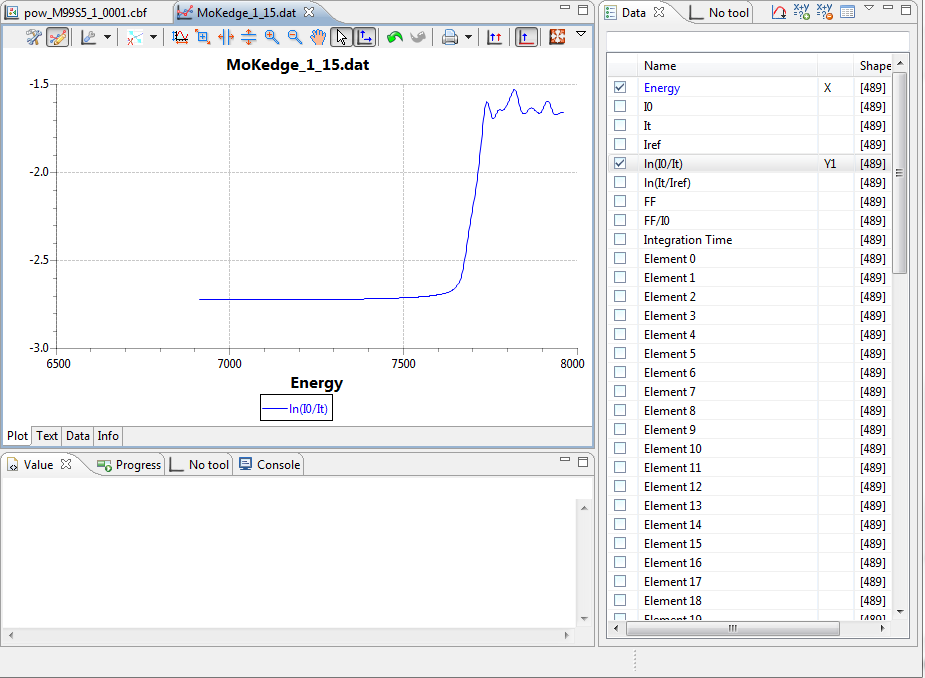 pow_M99S5_1_0001.cbf
MoKedge_1_15.dat
MoKedge_1_15.dat
-1.5
-2.0
-2.5
-3.0
6500 7000 7500 8000
Energy
ln(I0/It)
Plot Text Data Info
Value Progress No tool Console
Data No tool
Name Shape
Energy X [489]
I0 [489]
It [489]
Iref [489]
ln(I0/It) Y1 [489]
ln(It/Iref) [489]
FF [489]
FF/I0 [489]
Integration Time [489]
Element 0 [489]
Element 1 [489]
Element 2 [489]
Element 3 [489]
Element 4 [489]
Element 5 [489]
Element 6 [489]
Element 7 [489]
Element 8 [489]
Element 9 [489]
Element 10 [489]
Element 11 [489]
Element 12 [489]
Element 13 [489]
Element 14 [489]
Element 15 [489]
Element 16 [489]
Element 17 [489]
Element 18 [489]
Element 19 [489]